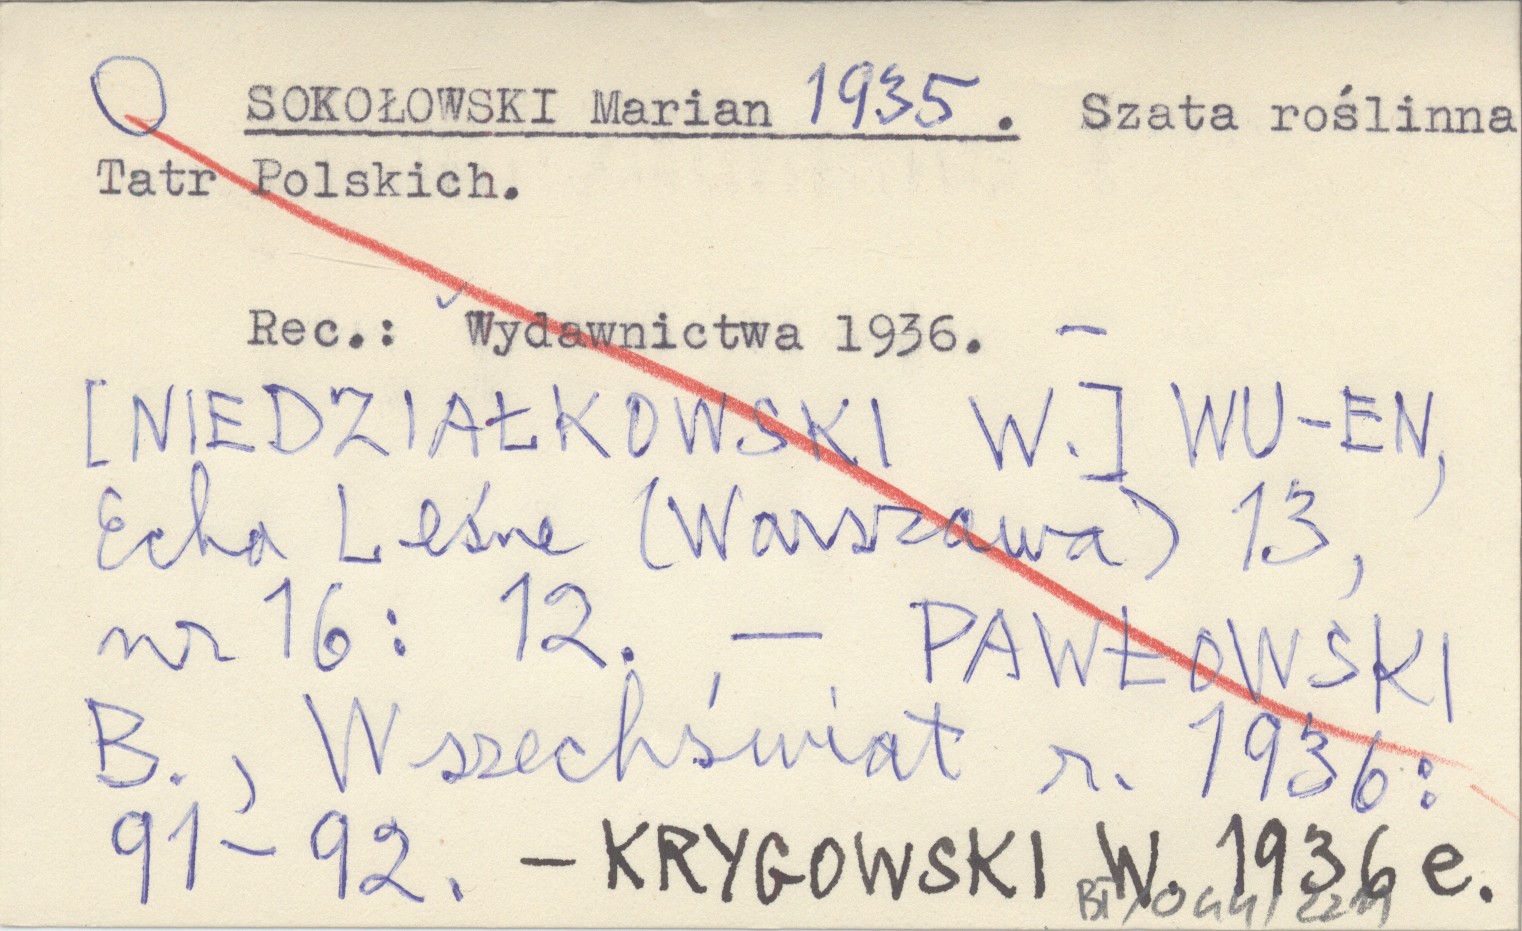 SOKOŁOWSKI Marian 1935. Szata roślinna
Tatr Polskich.
Rec.: Wydawnictwa 1936. –
[NIEDZIAŁKOWSKI W.] WU-EN,
Echa Leśne (Warszawa) 13,
nr 16: 12. — PAWŁOWSKI
B., Wszechświat r. 1936:
91-92. – KRYGOWSKI W. 1936 e.